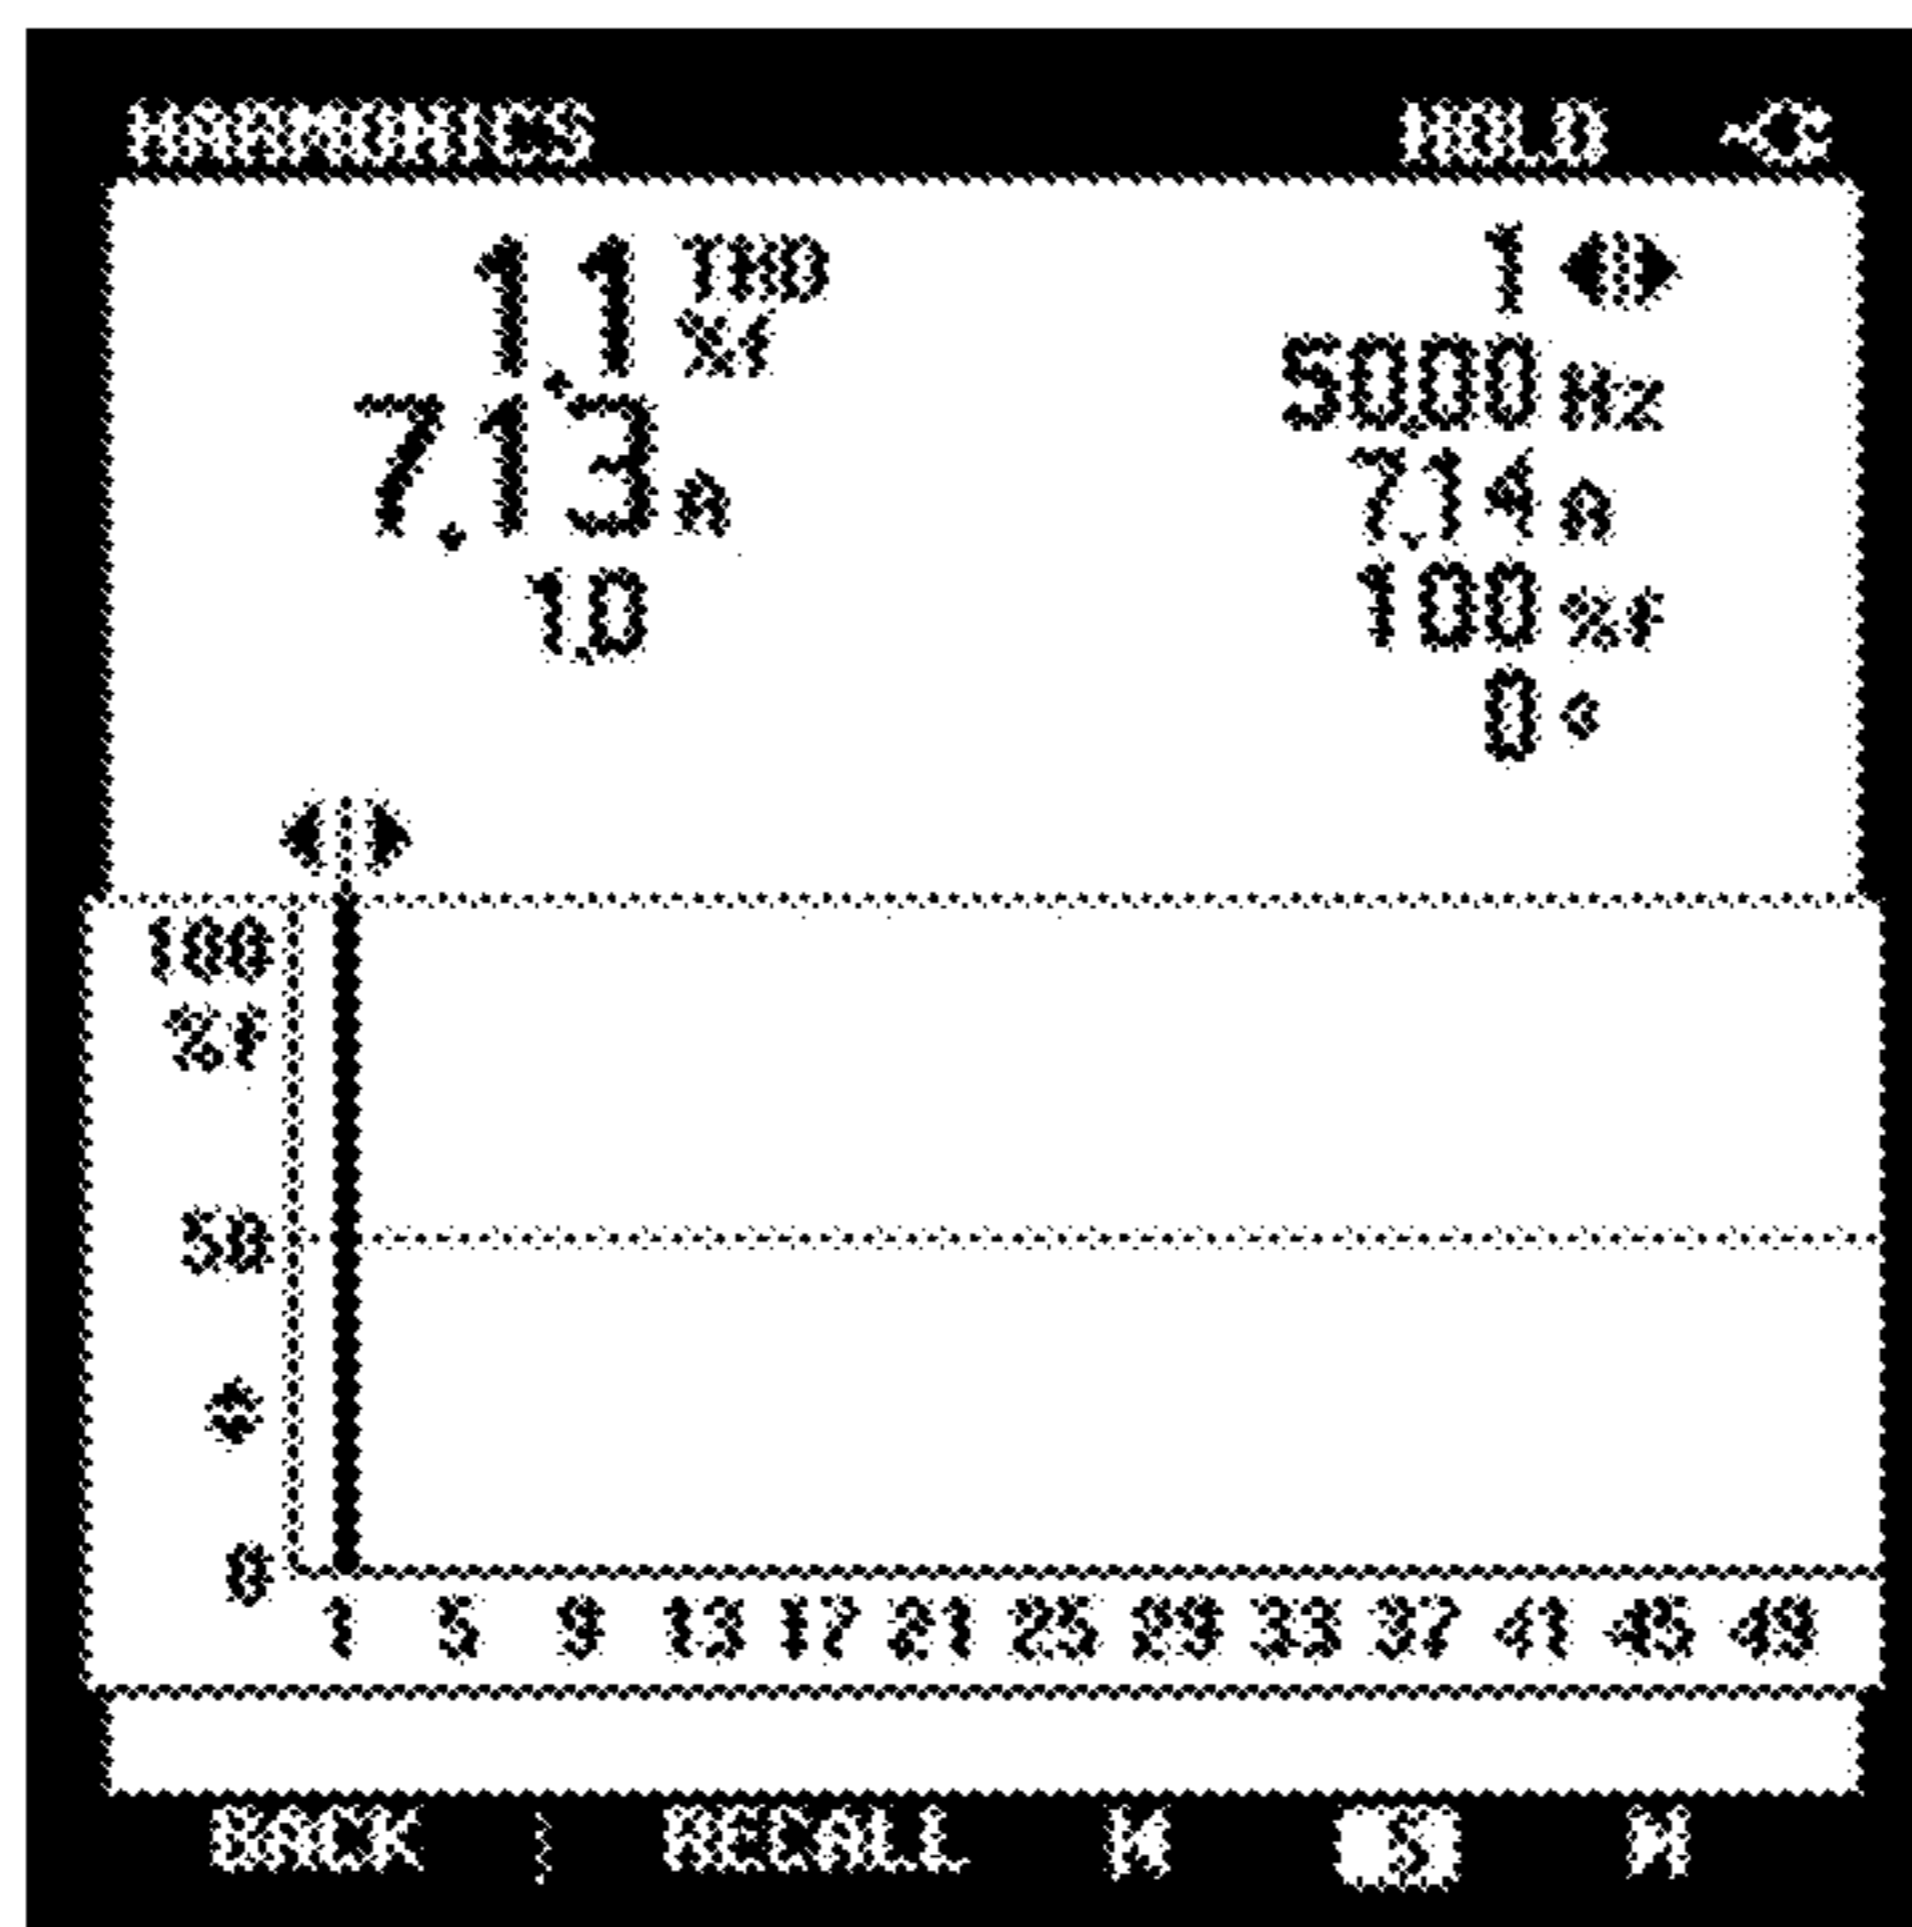 HARMONICS HOLD
1.1 THD %f
1
50.00 Hz
7.13 A
7.14 A
1.0
100 %f
0 °
100
%f
50
0
1 5 9 13 17 21 25 29 33 37 41 45 49
BACK RECALL W